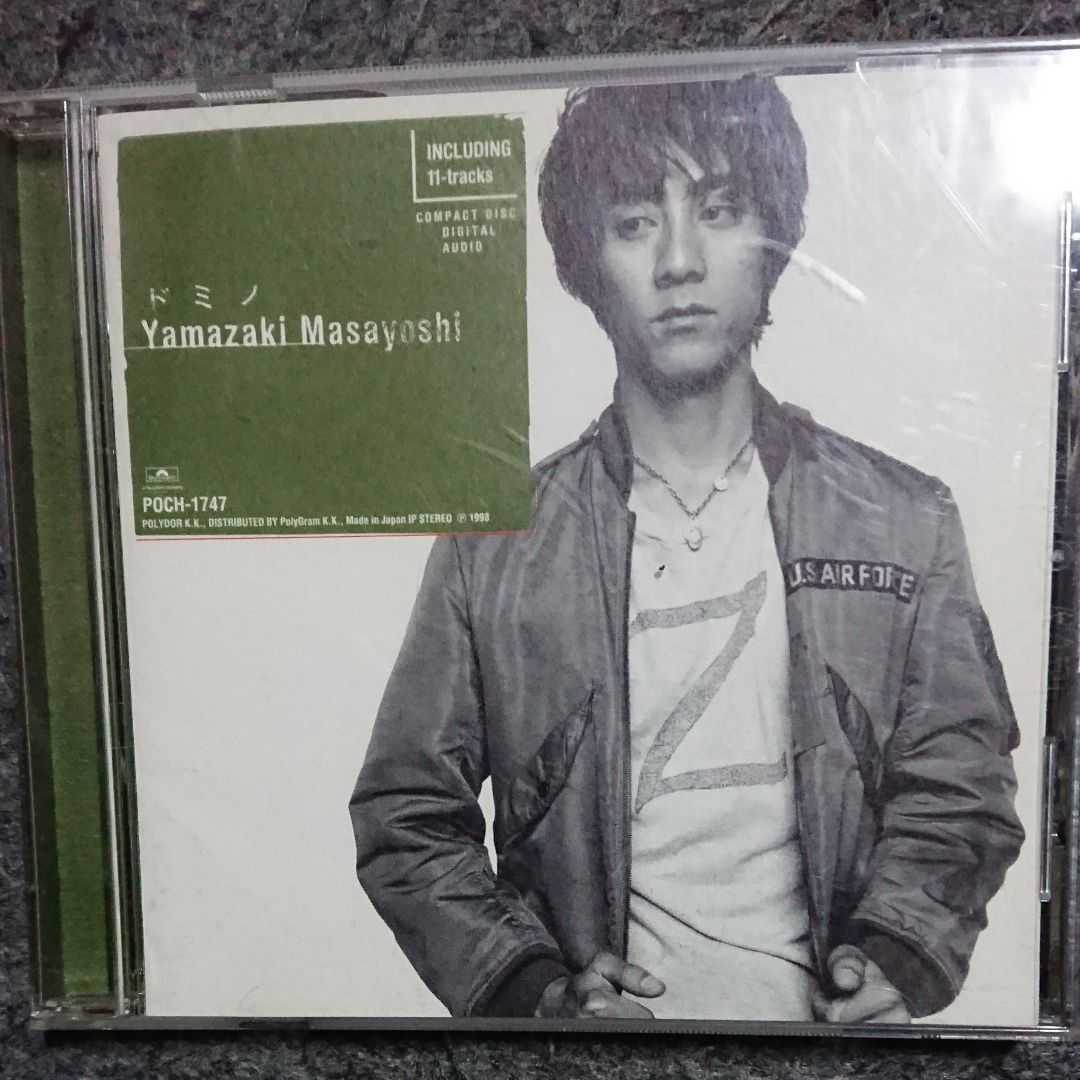 INCLUDING
11-tracks
COMPACT DISC
DIGITAL
AUDIO
ドミノ
Yamazaki Masayoshi
POCH-1747
POLYDOR K.K., DISTRIBUTED BY PolyGram K.K., Made in Japan IP STEREO Ⓟ 1998
U.S AIR FORCE
Z